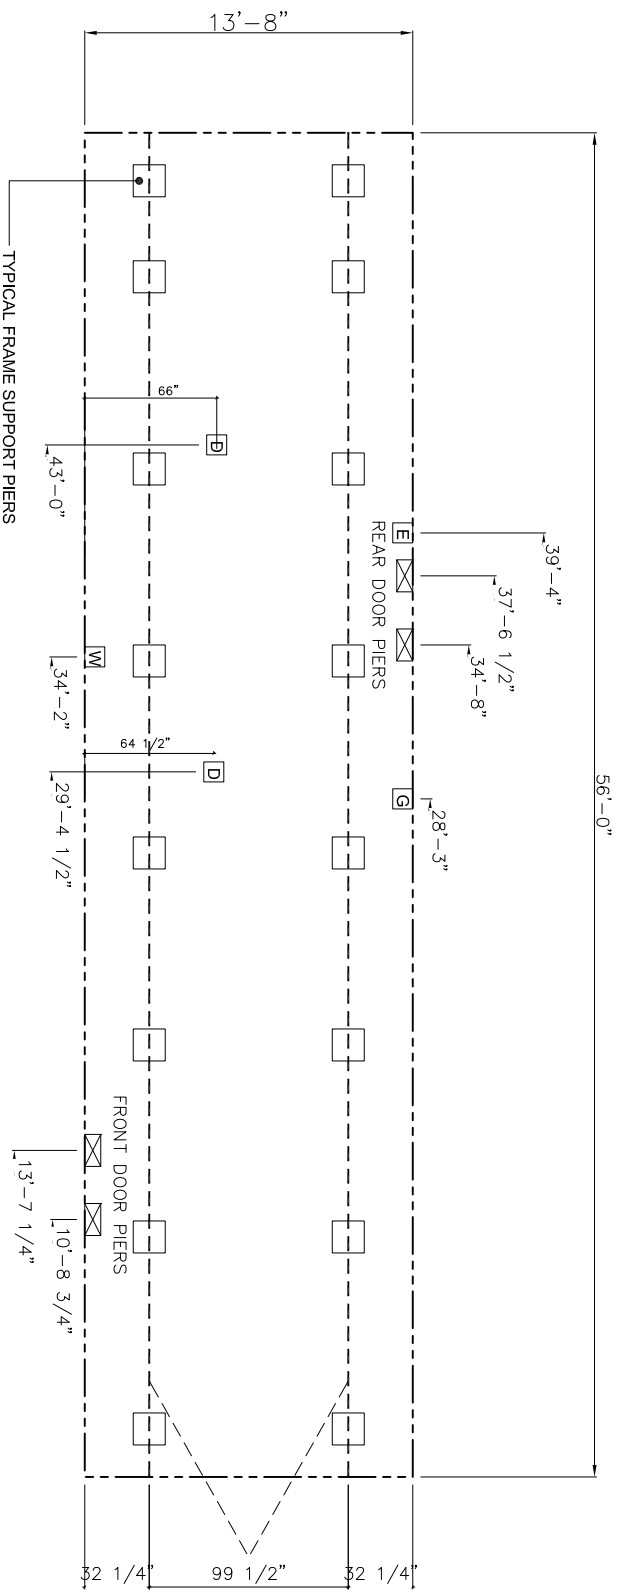 13'-8"
56'-0"
TYPICAL FRAME SUPPORT PIERS
66"
D
43'-0"
E
39'-4"
REAR DOOR PIERS
37'-6 1/2"
34'-8"
W
34'-2"
64 1/2"
D
29'-4 1/2"
G
28'-3"
FRONT DOOR PIERS
13'-7 1/4"
10'-8 3/4"
32 1/4"
99 1/2"
32 1/4"